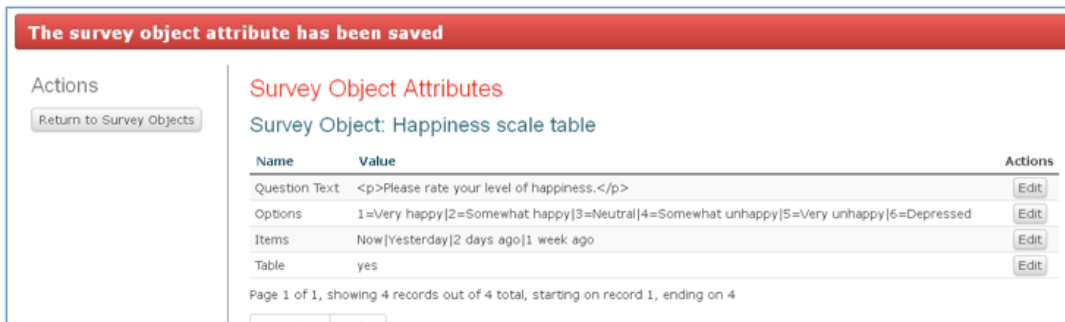 The survey object attribute has been saved
Actions
Return to Survey Objects
Survey Object Attributes
Survey Object: Happiness scale table
Name Value Actions
Question Text <p>Please rate your level of happiness.</p> Edit
Options 1=Very happy|2=Somewhat happy|3=Neutral|4=Somewhat unhappy|5=Very unhappy|6=Depressed Edit
Items Now|Yesterday|2 days ago|1 week ago Edit
Table yes Edit
Page 1 of 1, showing 4 records out of 4 total, starting on record 1, ending on 4